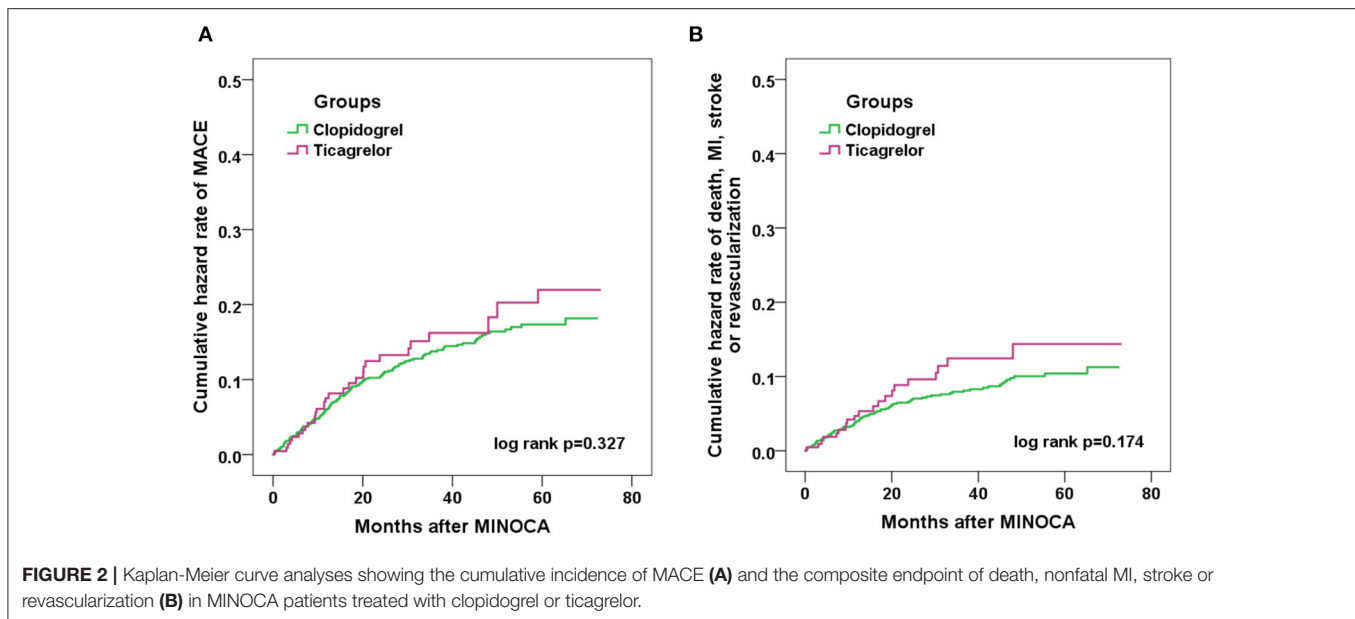 A
Cumulative hazard rate of MACE
0.5
0.4
0.3
0.2
0.1
0.0
Groups
Clopidogrel
Ticagrelor
log rank p=0.327
0 20 40 60 80
Months after MINOCA
B
Cumulative hazard rate of death, MI, stroke
or revascularization
0.5
0.4
0.3
0.2
0.1
0.0
Groups
Clopidogrel
Ticagrelor
log rank p=0.174
0 20 40 60 80
Months after MINOCA
FIGURE 2 | Kaplan-Meier curve analyses showing the cumulative incidence of MACE (A) and the composite endpoint of death, nonfatal MI, stroke or
revascularization (B) in MINOCA patients treated with clopidogrel or ticagrelor.